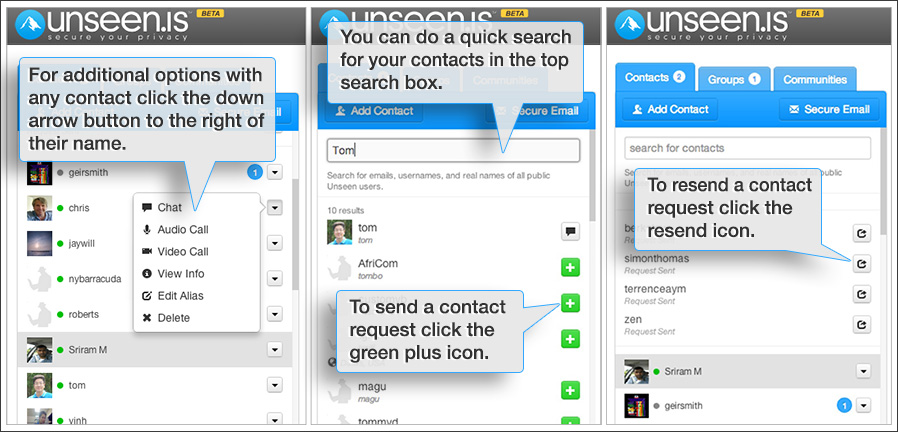 unseen.is BETA
secure your privacy
For additional options with
any contact click the down
arrow button to the right of
their name.
Email
geirsmith 1
chris
jaywill
nybarracuda
roberts
Sriram M
tom
vinh
Chat
Audio Call
Video Call
View Info
Edit Alias
Delete
unseen.is BETA
You can do a quick search
for your contacts in the top
search box.
Add Contact Secure Email
Tom
Search for emails, usernames, and real names of all public
Unseen users.
10 results
tom
tom
AfriCom
tombo
To send a contact
request click the
green plus icon.
magu
magu
tommyd
unseen.is BETA
secure your privacy
Contacts 2 Groups 1 Communities
Add Contact Secure Email
search for contacts
To resend a contact
request click the
resend icon.
Request Sent
simonthomas
Request Sent
terrenceaym
Request Sent
zen
Request Sent
Sriram M
geirsmith 1